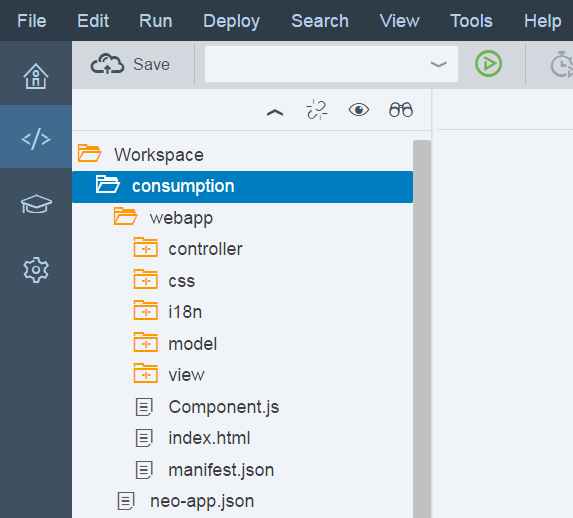 File Edit Run Deploy Search View Tools Help
Save
Workspace
consumption
webapp
controller
css
i18n
model
view
Component.js
index.html
manifest.json
neo-app.json